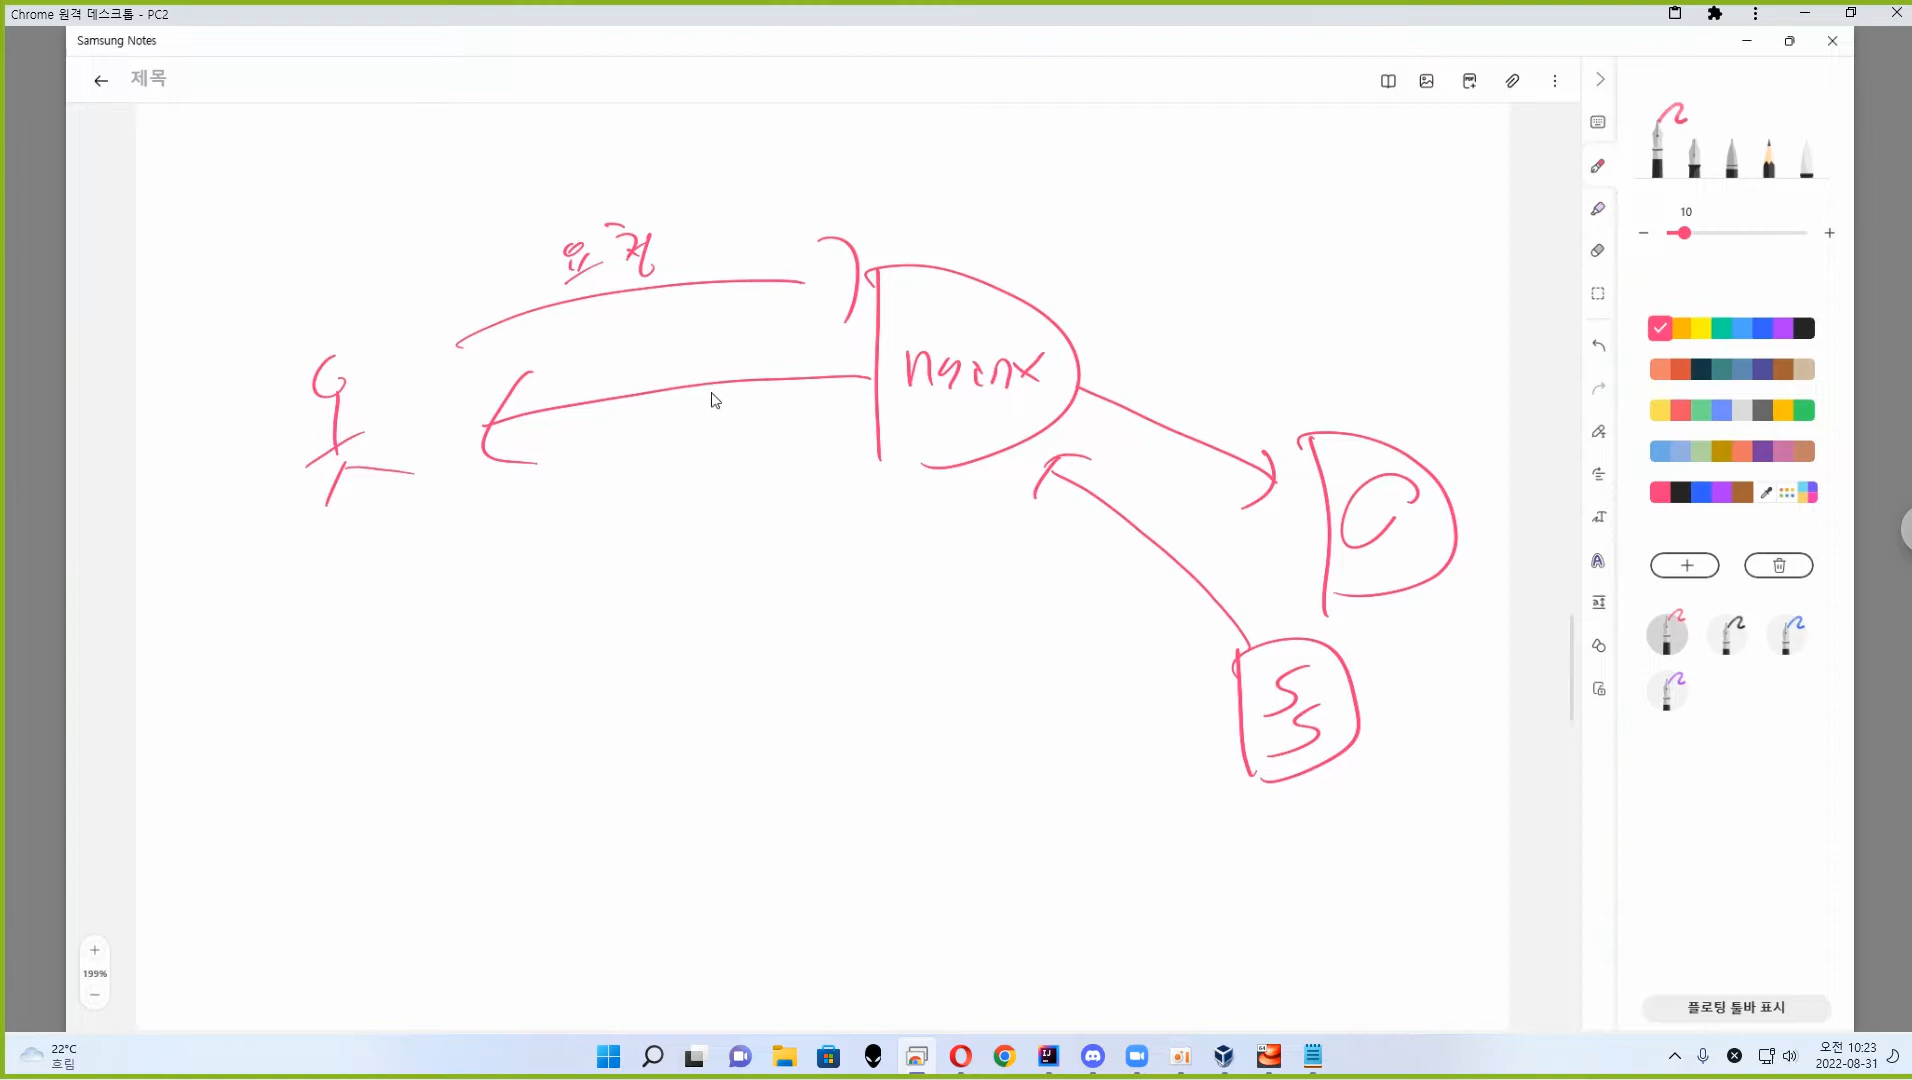 Chrome 원격 데스크톱 - PC2
Samsung Notes
제목
10
요청
nginx
S
S
199%
플로팅 툴바 표시
22°C
흐림
오전 10:23
2022-08-31